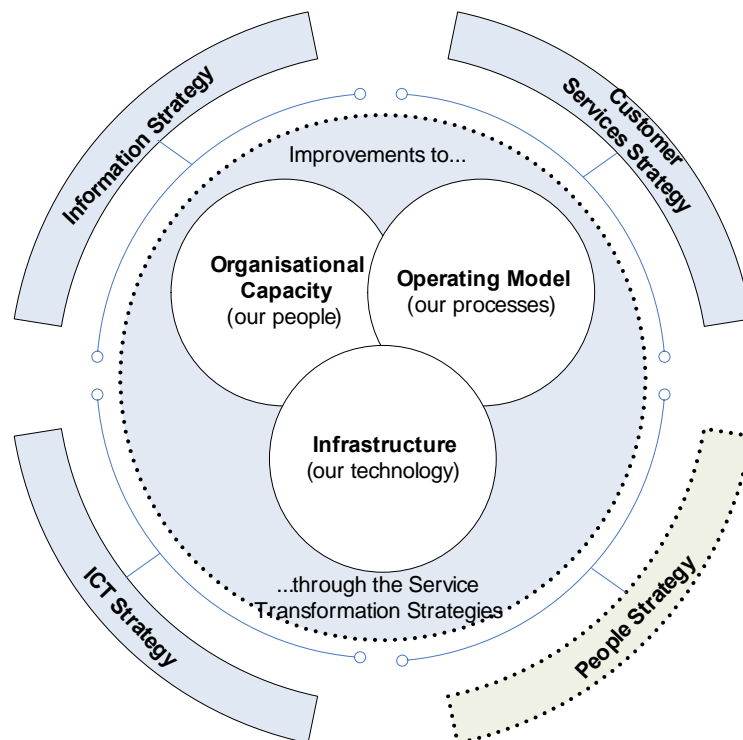 Information Strategy
Customer
Services Strategy
Improvements to...
Organisational
Capacity
(our people)
Operating Model
(our processes)
Infrastructure
(our technology)
...through the Service
Transformation Strategies
ICT Strategy
People Strategy